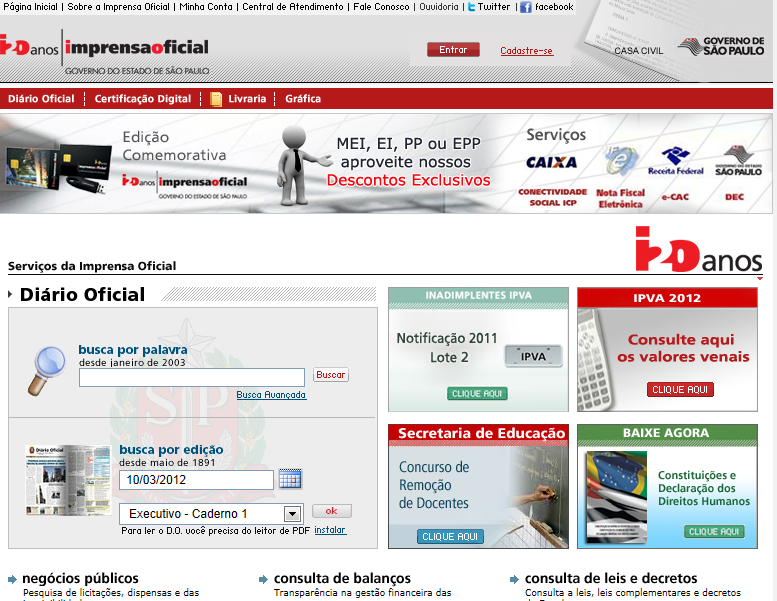 Página Inicial | Sobre a Imprensa Oficial | Minha Conta | Central de Atendimento | Fale Conosco | Ouvidoria | Twitter | facebook
120anos imprensaoficial
GOVERNO DO ESTADO DE SÃO PAULO
Entrar Cadastre-se
CASA CIVIL
GOVERNO DE SÃO PAULO
Diário Oficial Certificação Digital Livraria Gráfica
Edição
Comemorativa
120anos imprensaoficial
GOVERNO DO ESTADO DE SÃO PAULO
MEI, EI, PP ou EPP
aproveite nossos
Descontos Exclusivos
Serviços
CAIXA
CONECTIVIDADE
SOCIAL ICP
Nota Fiscal
Eletrônica
Receita Federal
e-CAC
GOVERNO DO ESTADO DE
SÃO PAULO
DEC
Serviços da Imprensa Oficial
120anos
Diário Oficial
busca por palavra
desde janeiro de 2003
Buscar
Busca Avançada
Diário Oficial
busca por edição
desde maio de 1891
10/03/2012
Executivo - Caderno 1
ok
Para ler o D.O. você precisa do leitor de PDF instalar
INADIMPLENTES IPVA
Notificação 2011
Lote 2
IPVA
CLIQUE AQUI
IPVA 2012
Consulte aqui
os valores venais
CLIQUE AQUI
Secretaria de Educação
Concurso de
Remoção
de Docentes
CLIQUE AQUI
BAIXE AGORA
Constituições e
Declaração dos
Direitos Humanos
CLIQUE AQUI
negócios públicos
Pesquisa de licitações, dispensas e das
consulta de balanços
Transparência na gestão financeira das
consulta de leis e decretos
Consulta a leis, leis complementares e decretos